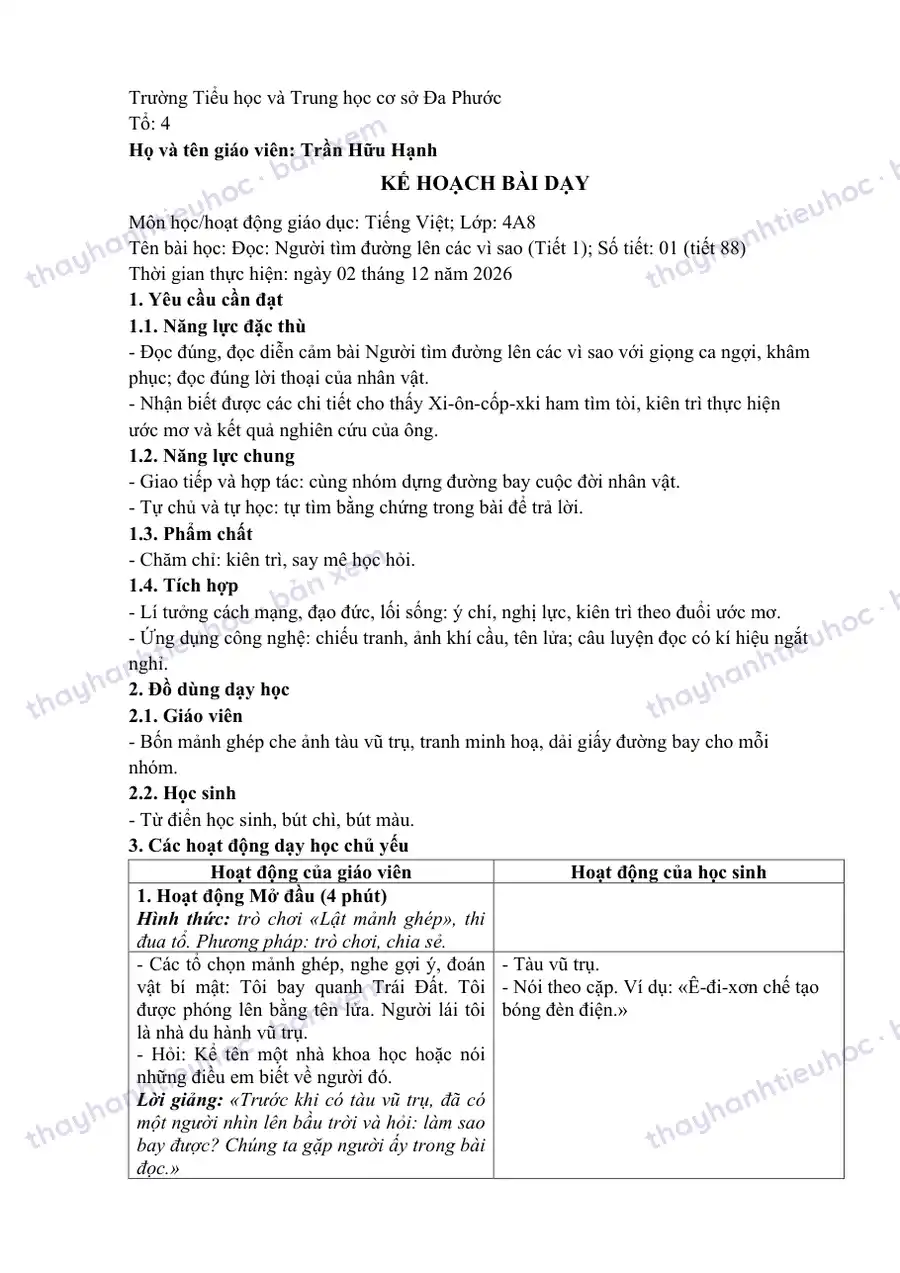 Trường Tiểu học và Trung học cơ sở Đa Phước
Tổ: 4
Họ và tên giáo viên: Trần Hữu Hạnh
KẾ HOẠCH BÀI DẠY
Môn học/hoạt động giáo dục: Tiếng Việt; Lớp: 4A8
Tên bài học: Đọc: Người tìm đường lên các vì sao (Tiết 1); Số tiết: 01 (tiết 88)
Thời gian thực hiện: ngày 02 tháng 12 năm 2026
1. Yêu cầu cần đạt
1.1. Năng lực đặc thù
- Đọc đúng, đọc diễn cảm bài Người tìm đường lên các vì sao với giọng ca ngợi, khâm
phục; đọc đúng lời thoại của nhân vật.
- Nhận biết được các chi tiết cho thấy Xi-ôn-cốp-xki ham tìm tòi, kiên trì thực hiện
ước mơ và kết quả nghiên cứu của ông.
1.2. Năng lực chung
- Giao tiếp và hợp tác: cùng nhóm dựng đường bay cuộc đời nhân vật.
- Tự chủ và tự học: tự tìm bằng chứng trong bài để trả lời.
1.3. Phẩm chất
- Chăm chỉ: kiên trì, say mê học hỏi.
1.4. Tích hợp
- Lí tưởng cách mạng, đạo đức, lối sống: ý chí, nghị lực, kiên trì theo đuổi ước mơ.
- Ứng dụng công nghệ: chiếu tranh, ảnh khí cầu, tên lửa; câu luyện đọc có kí hiệu ngắt
nghỉ.
2. Đồ dùng dạy học
2.1. Giáo viên
- Bốn mảnh ghép che ảnh tàu vũ trụ, tranh minh hoạ, dải giấy đường bay cho mỗi
nhóm.
2.2. Học sinh
- Từ điển học sinh, bút chì, bút màu.
3. Các hoạt động dạy học chủ yếu
Hoạt động của giáo viên
Hoạt động của học sinh
1. Hoạt động Mở đầu (4 phút)
Hình thức: trò chơi «Lật mảnh ghép», thi
đua tổ. Phương pháp: trò chơi, chia sẻ.
- Các tổ chọn mảnh ghép, nghe gợi ý, đoán
vật bí mật: Tôi bay quanh Trái Đất. Tôi
được phóng lên bằng tên lửa. Người lái tôi
là nhà du hành vũ trụ.
- Hỏi: Kể tên một nhà khoa học hoặc nói
những điều em biết về người đó.
Lời giảng: «Trước khi có tàu vũ trụ, đã có
một người nhìn lên bầu trời và hỏi: làm sao
bay được? Chúng ta gặp người ấy trong bài
đọc.»
- Tàu vũ trụ.
- Nói theo cặp. Ví dụ: «Ê-đi-xơn chế tạo
bóng đèn điện.»
thayhanhtieuhoc · bản xem
thayhanhtieuhoc · b
thayhanhtieuhoc · bản xem
thayhanhtieuhoc · b
thayhanhtieuhoc · bản xem
thayhanhtieuhoc · b